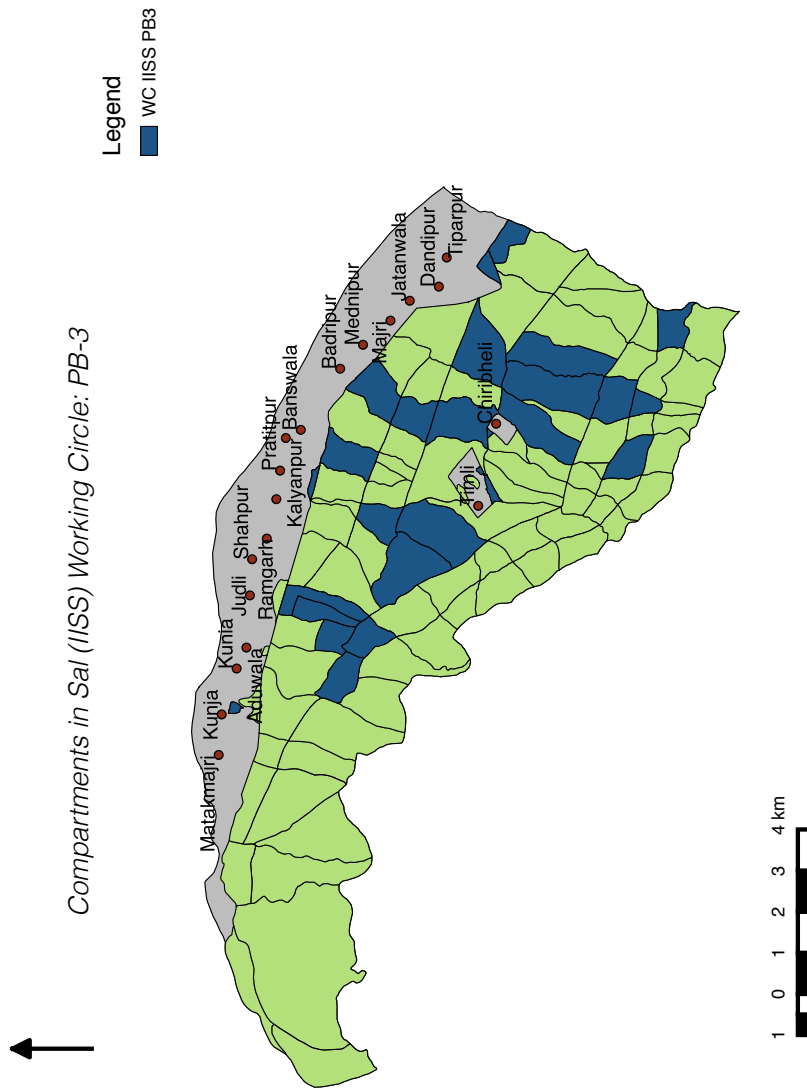 Compartments in Sal (IISS) Working Circle: PB-3
Legend
WC IISS PB3
Matakmajri
Kunja
Aduwala
Kunia
Judli
Ramgarh
Shahpur
Kalyanpur
Pratitpur
Banswala
Badripur
Mednipur
Majri
Jatanwala
Dandipur
Tiparpur
Timli
Chiribheli
1 0 1 2 3 4 km